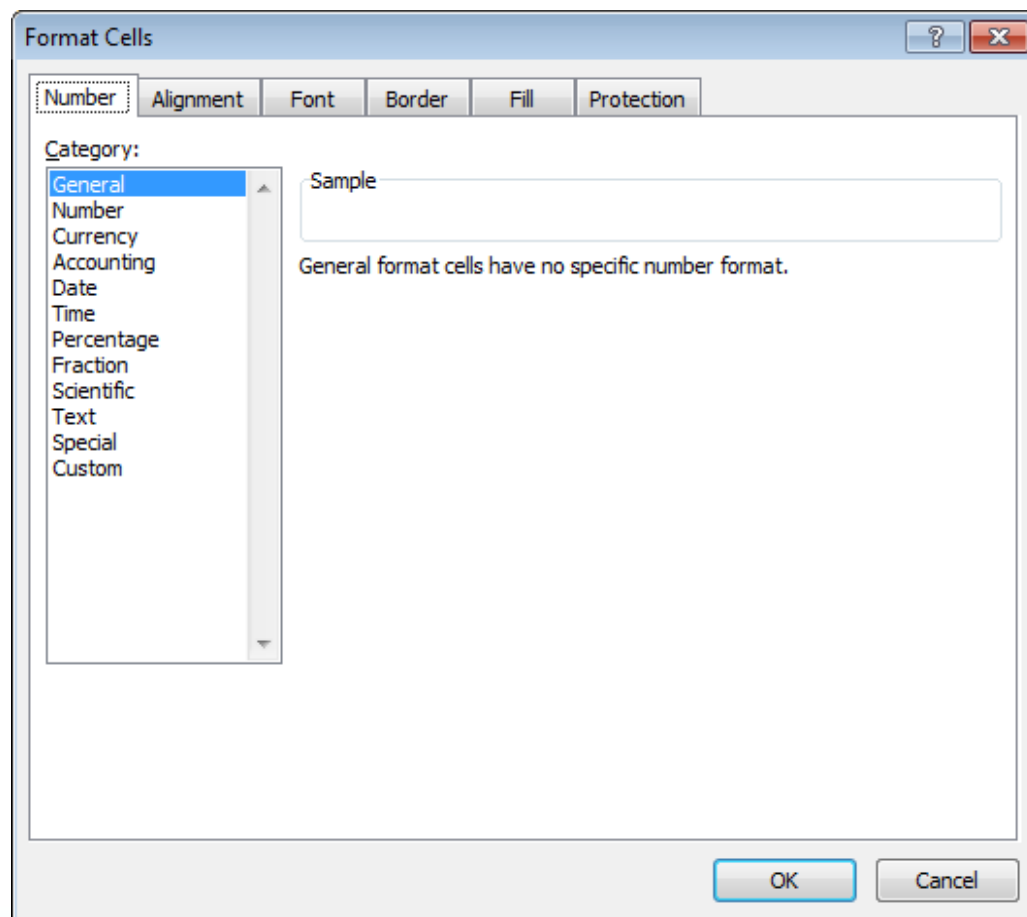 Format Cells
Number Alignment Font Border Fill Protection
Category:
General
Number
Currency
Accounting
Date
Time
Percentage
Fraction
Scientific
Text
Special
Custom
Sample
General format cells have no specific number format.
OK Cancel